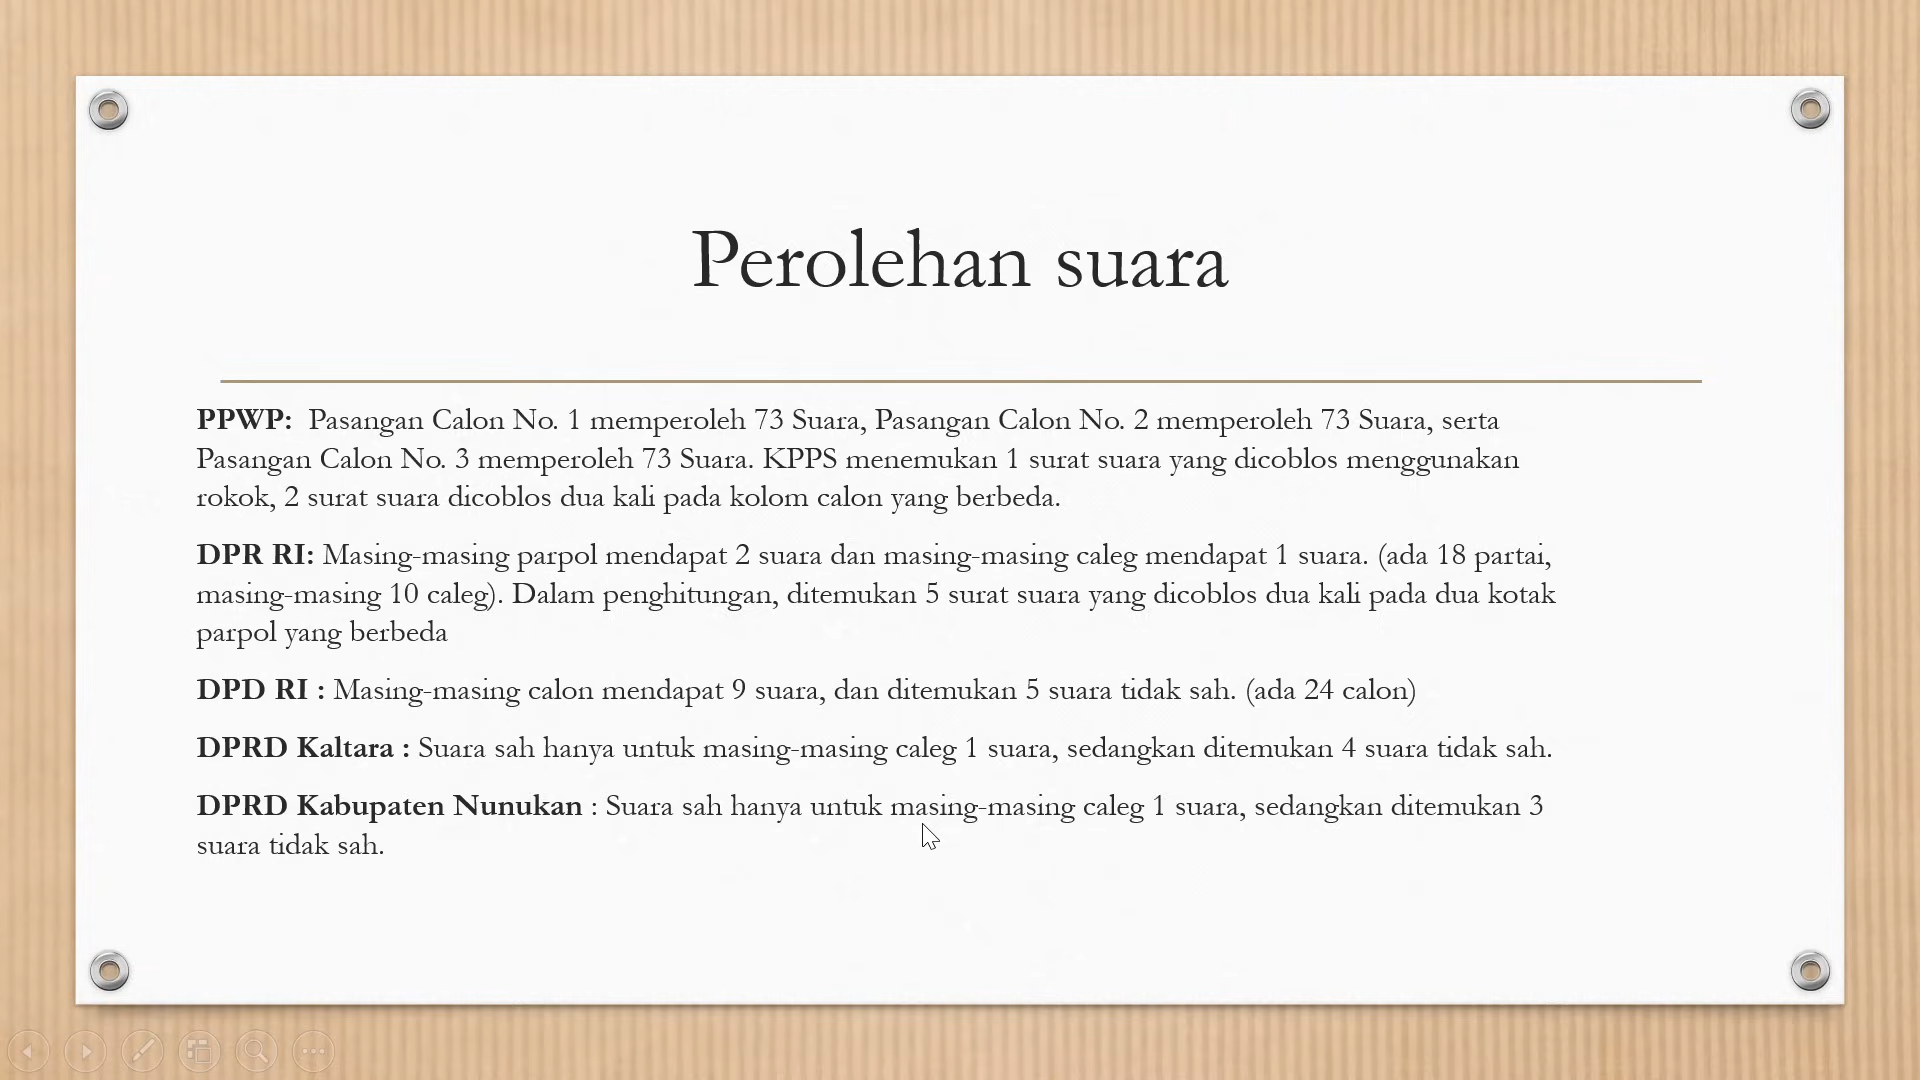 Perolehan suara
PPWP: Pasangan Calon No. 1 memperoleh 73 Suara, Pasangan Calon No. 2 memperoleh 73 Suara, serta
Pasangan Calon No. 3 memperoleh 73 Suara. KPPS menemukan 1 surat suara yang dicoblos menggunakan
rokok, 2 surat suara dicoblos dua kali pada kolom calon yang berbeda.
DPR RI: Masing-masing parpol mendapat 2 suara dan masing-masing caleg mendapat 1 suara. (ada 18 partai,
masing-masing 10 caleg). Dalam penghitungan, ditemukan 5 surat suara yang dicoblos dua kali pada dua kotak
parpol yang berbeda
DPD RI : Masing-masing calon mendapat 9 suara, dan ditemukan 5 suara tidak sah. (ada 24 calon)
DPRD Kaltara : Suara sah hanya untuk masing-masing caleg 1 suara, sedangkan ditemukan 4 suara tidak sah.
DPRD Kabupaten Nunukan : Suara sah hanya untuk masing-masing caleg 1 suara, sedangkan ditemukan 3
suara tidak sah.